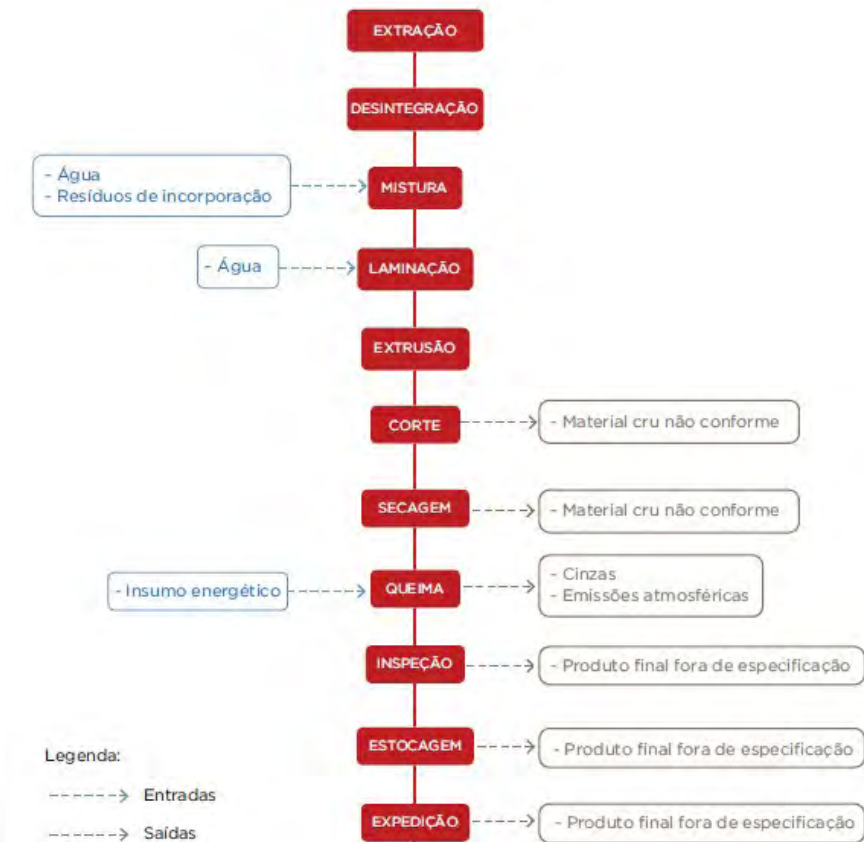 EXTRAÇÃO
DESINTEGRAÇÃO
- Água
- Resíduos de incorporação
MISTURA
- Água
LAMINAÇÃO
EXTRUSÃO
CORTE
- Material cru não conforme
SECAGEM
- Material cru não conforme
- Insumo energético
QUEIMA
- Cinzas
- Emissões atmosféricas
INSPEÇÃO
- Produto final fora de especificação
ESTOCAGEM
- Produto final fora de especificação
EXPEDIÇÃO
- Produto final fora de especificação
Legenda:
Entradas
Saídas